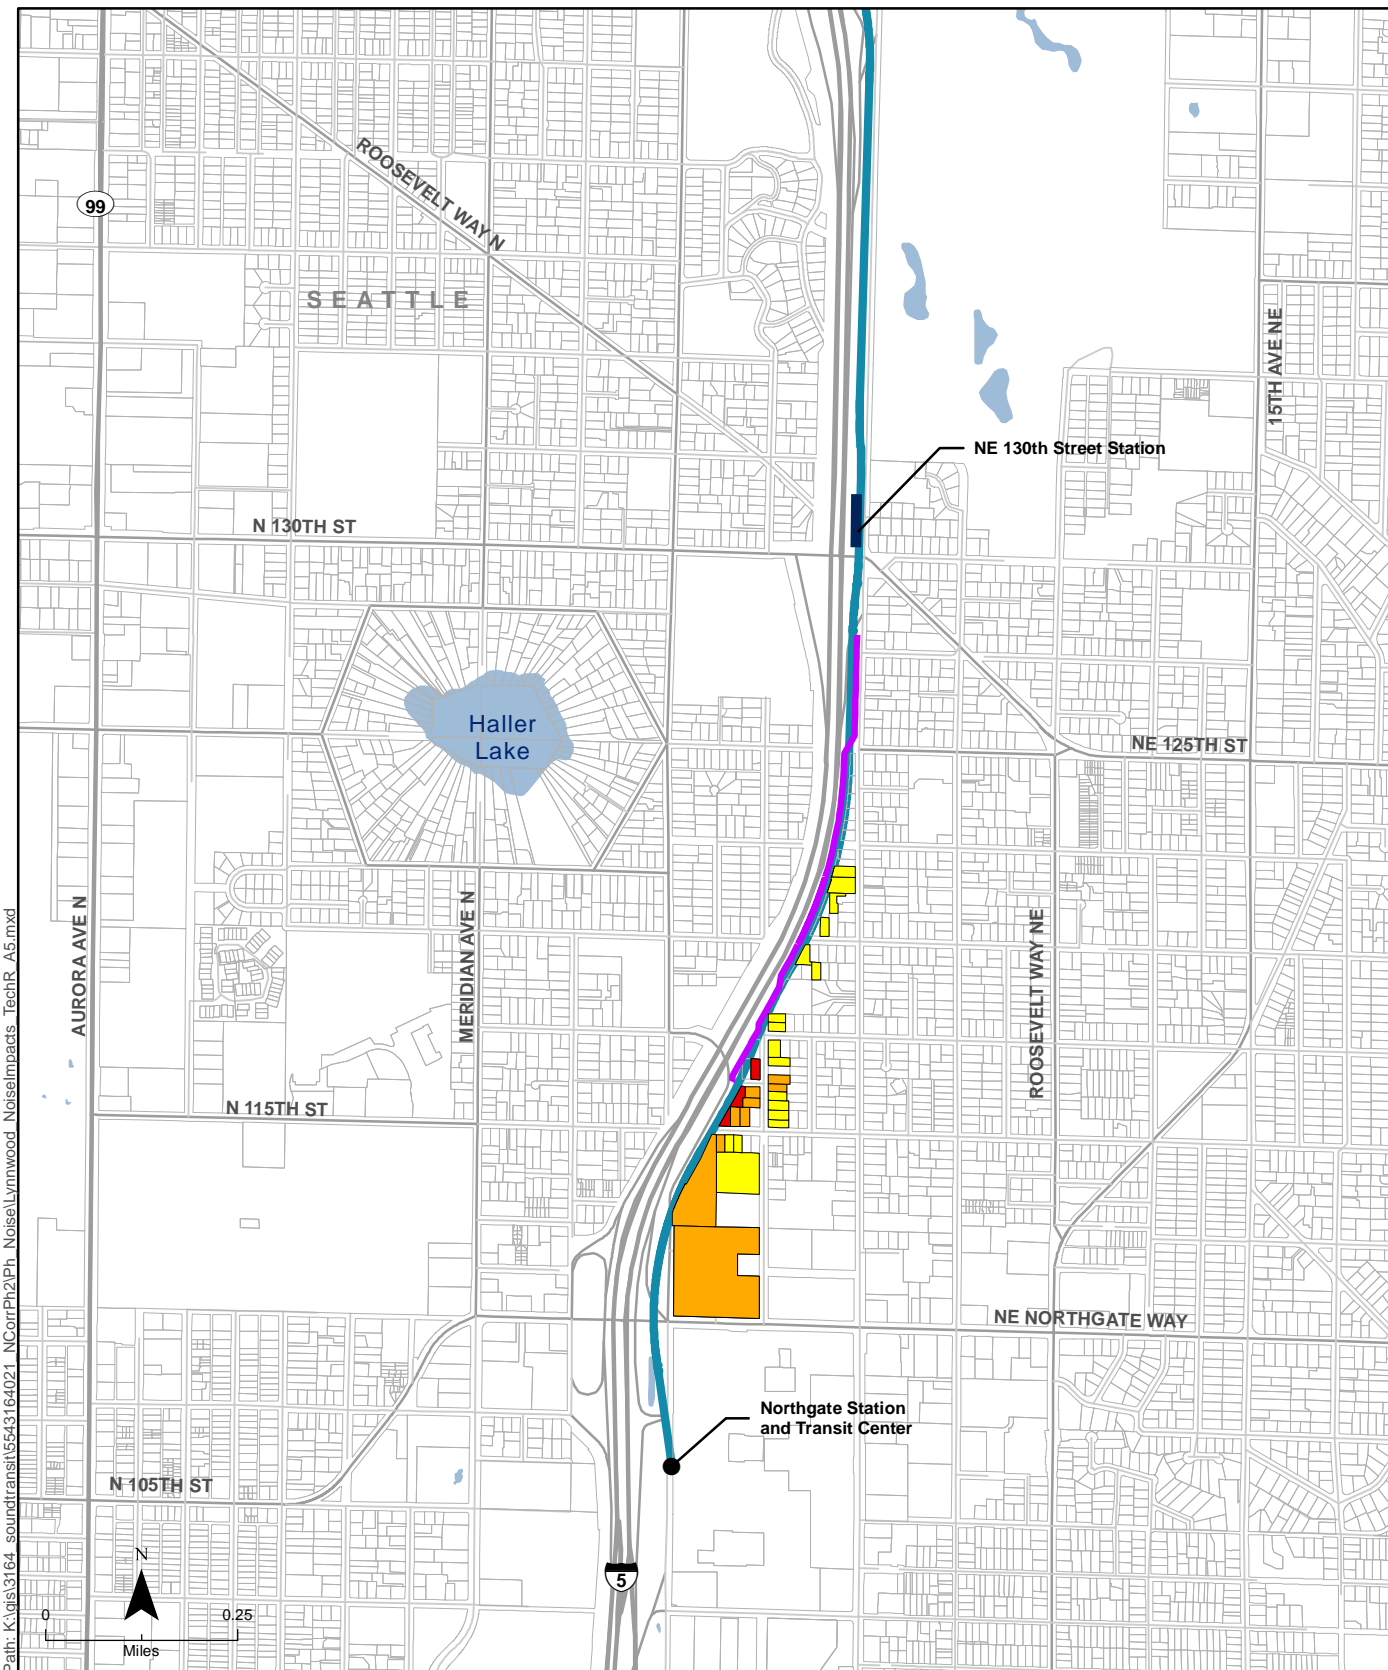 ROOSEVELT WAY N
99
SEATTLE
15TH AVE NE
NE 130th Street Station
N 130TH ST
Haller
Lake
NE 125TH ST
AURORA AVE N
MERIDIAN AVE N
ROOSEVELT WAY NE
N 115TH ST
NE NORTHGATE WAY
Northgate Station
and Transit Center
N 105TH ST
N
5
0 0.25
Miles
Path: K:\gis\3164_soundtransit\5543164021_NCorrPh2\Ph_Noise\Lynnwood_NoiseImpacts_TechR_A5.mxd